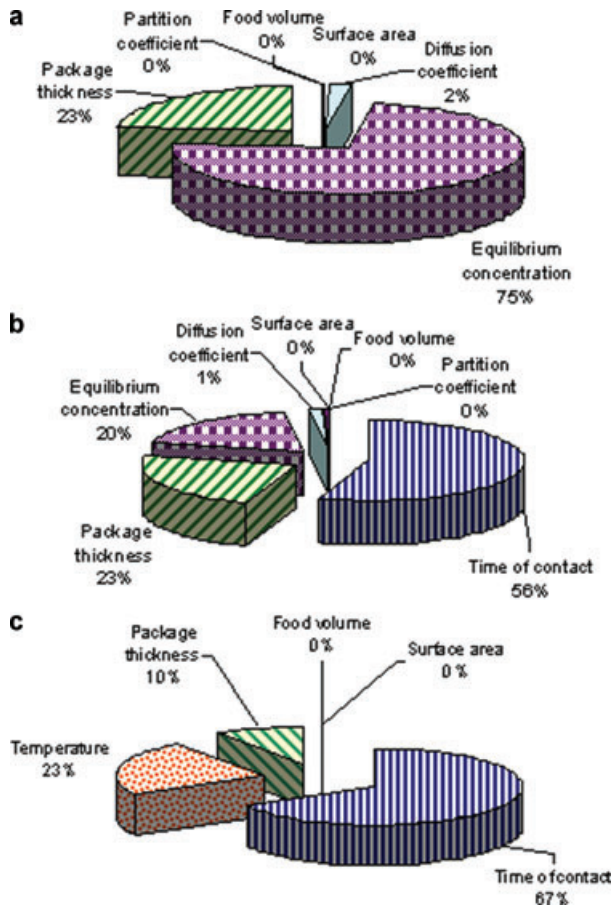 a
Food volume
0%
Partition
coefficient
0%
Surface area
0%
Diffusion
coefficient
2%
Package
thickness
23%
Equilibrium
concentration
75%
b
Surface area
0%
Food volume
0%
Diffusion
coefficient
1%
Partition
coefficient
0%
Equilibrium
concentration
20%
Package
thickness
23%
Time of contact
56%
c
Food volume
0%
Package
thickness
10%
Surface area
0%
Temperature
23%
Time of contact
67%